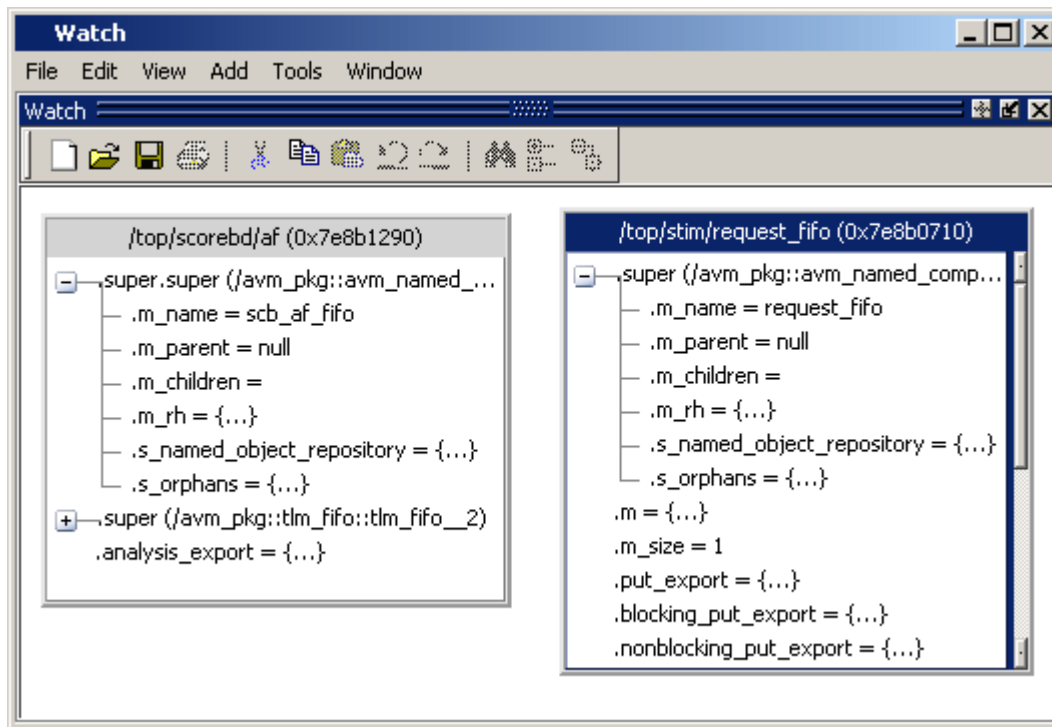 Watch
File Edit View Add Tools Window
Watch
/top/scorebd/af (0x7e8b1290)
.super.super (/avm_pkg::avm_named_...
.m_name = scb_af_fifo
.m_parent = null
.m_children =
.m_rh = {...}
.s_named_object_repository = {...}
.s_orphans = {...}
.super (/avm_pkg::tlm_fifo::tlm_fifo__2)
.analysis_export = {...}
/top/stim/request_fifo (0x7e8b0710)
.super (/avm_pkg::avm_named_comp...
.m_name = request_fifo
.m_parent = null
.m_children =
.m_rh = {...}
.s_named_object_repository = {...}
.s_orphans = {...}
.m = {...}
.m_size = 1
.put_export = {...}
.blocking_put_export = {...}
.nonblocking_put_export = {...}